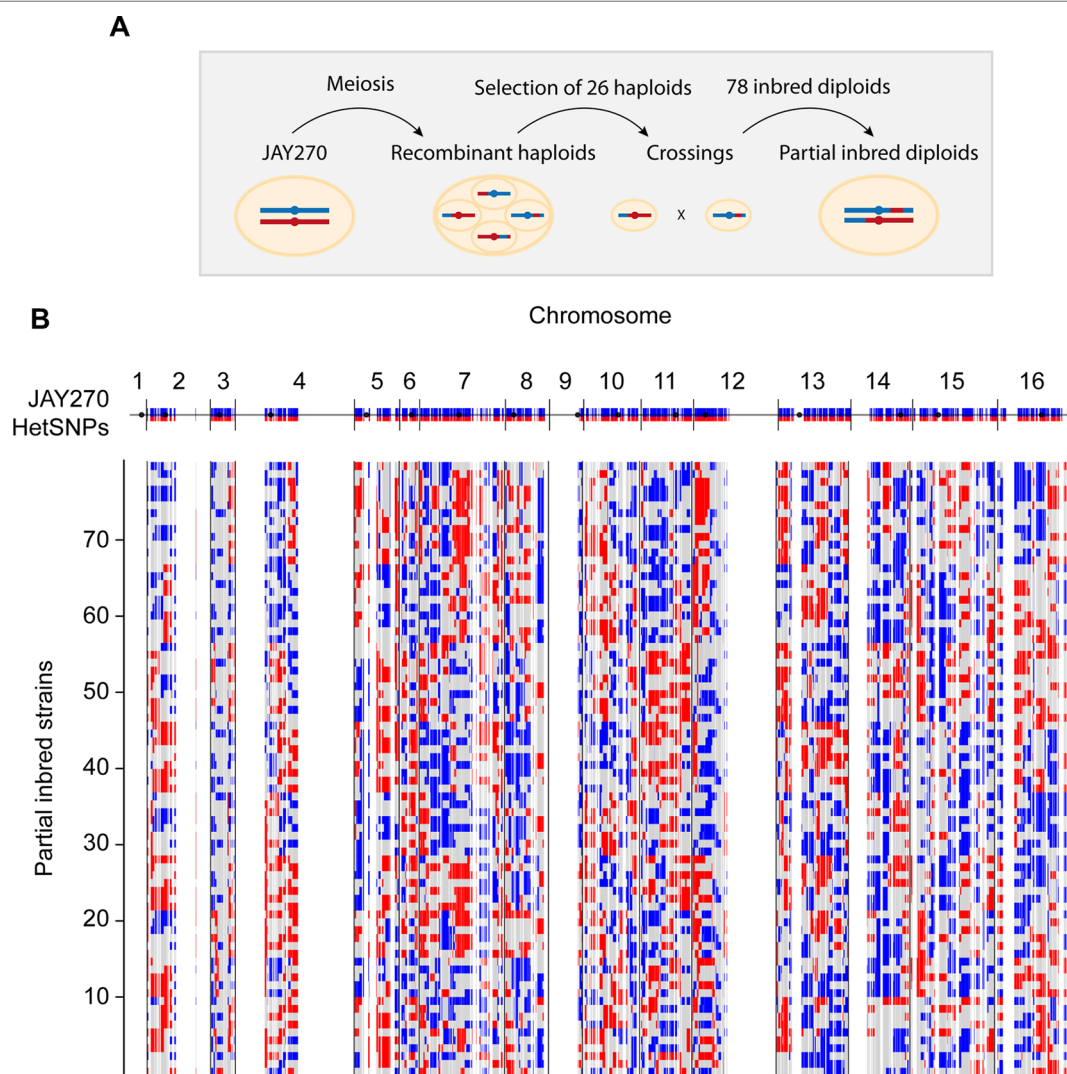 A
Meiosis
Selection of 26 haploids
78 inbred diploids
JAY270
Recombinant haploids
Crossings
Partial inbred diploids
x
B
Chromosome
1 2 3 4 5 6 7 8 9 10 11 12 13 14 15 16
JAY270
HetSNPs
70
60
50
40
30
20
10
Partial inbred strains